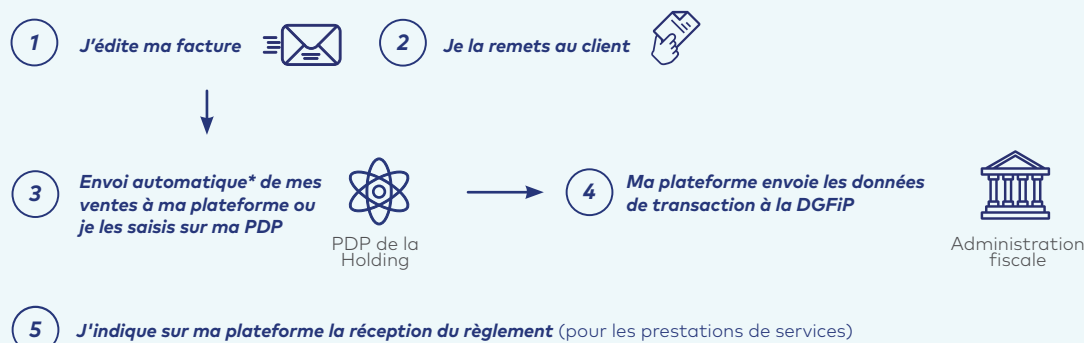 1 J'édite ma facture
2 Je la remets au client
3 Envoi automatique* de mes
ventes à ma plateforme ou
je les saisis sur ma PDP
PDP de la
Holding
4 Ma plateforme envoie les données
de transaction à la DGFiP
Administration
fiscale
5 J'indique sur ma plateforme la réception du règlement (pour les prestations de services)